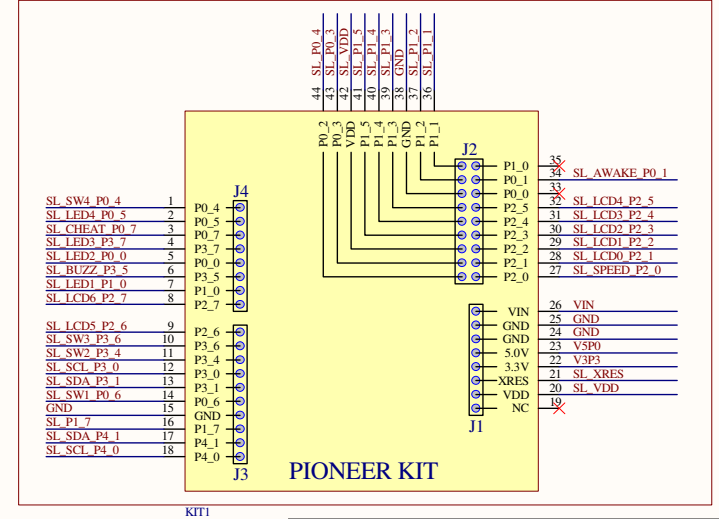 SL_P0_4
SL_P0_3
SL_VDD
SL_P1_5
SL_P1_4
SL_P1_3
GND
SL_P1_2
SL_P1_1
44
43
42
41
40
39
38
37
36
P0_2
P0_3
VDD
P1_5
P1_4
P1_3
GND
P1_2
P1_1
J2
P1_0 35
P0_1 34 SL_AWAKE_P0_1
P0_0 33
P2_5 32 SL_LCD4_P2_5
P2_4 31 SL_LCD3_P2_4
P2_3 30 SL_LCD2_P2_3
P2_2 29 SL_LCD1_P2_2
P2_1 28 SL_LCD0_P2_1
P2_0 27 SL_SPEED_P2_0
J4
SL_SW4_P0_4 1 P0_4
SL_LED4_P0_5 2 P0_5
SL_CHEAT_P0_7 3 P0_7
SL_LED3_P3_7 4 P3_7
SL_LED2_P0_0 5 P0_0
SL_BUZZ_P3_5 6 P3_5
SL_LED1_P1_0 7 P1_0
SL_LCD6_P2_7 8 P2_7
SL_LCD5_P2_6 9 P2_6
SL_SW3_P3_6 10 P3_6
SL_SW2_P3_4 11 P3_4
SL_SCL_P3_0 12 P3_0
SL_SDA_P3_1 13 P3_1
SL_SW1_P0_6 14 P0_6
GND 15 GND
SL_P1_7 16 P1_7
SL_SDA_P4_1 17 P4_1
SL_SCL_P4_0 18 P4_0
J3
VIN 26 VIN
GND 25 GND
GND 24 GND
5.0V 23 V5P0
3.3V 22 V3P3
XRES 21 SL_XRES
VDD 20 SL_VDD
NC 19
J1
PIONEER KIT
KIT1